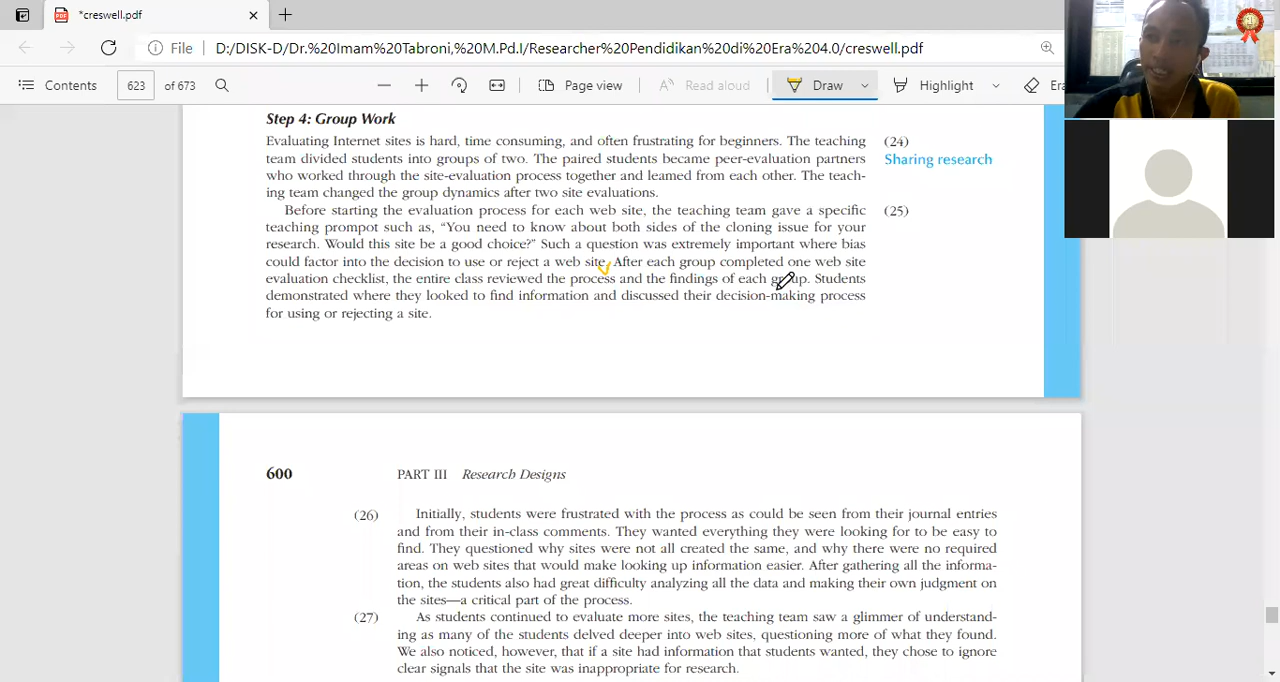 *creswell.pdf
File D:/DISK-D/Dr.%20Imam%20Tabroni,%20M.Pd.I/Researcher%20Pendidikan%20di%20Era%204.0/creswell.pdf
Contents 623 of 673 Page view Read aloud Draw Highlight Era
Step 4: Group Work
Evaluating Internet sites is hard, time consuming, and often frustrating for beginners. The teaching (24)
team divided students into groups of two. The paired students became peer-evaluation partners Sharing research
who worked through the site-evaluation process together and learned from each other. The teach-
ing team changed the group dynamics after two site evaluations.
Before starting the evaluation process for each web site, the teaching team gave a specific (25)
teaching prompot such as, “You need to know about both sides of the cloning issue for your
research. Would this site be a good choice?” Such a question was extremely important where bias
could factor into the decision to use or reject a web site. After each group completed one web site
evaluation checklist, the entire class reviewed the process and the findings of each group. Students
demonstrated where they looked to find information and discussed their decision-making process
for using or rejecting a site.
600 PART III Research Designs
(26) Initially, students were frustrated with the process as could be seen from their journal entries
and from their in-class comments. They wanted everything they were looking for to be easy to
find. They questioned why sites were not all created the same, and why there were no required
areas on web sites that would make looking up information easier. After gathering all the informa-
tion, the students also had great difficulty analyzing all the data and making their own judgment on
the sites—a critical part of the process.
(27) As students continued to evaluate more sites, the teaching team saw a glimmer of understand-
ing as many of the students delved deeper into web sites, questioning more of what they found.
We also noticed, however, that if a site had information that students wanted, they chose to ignore
clear signals that the site was inappropriate for research.